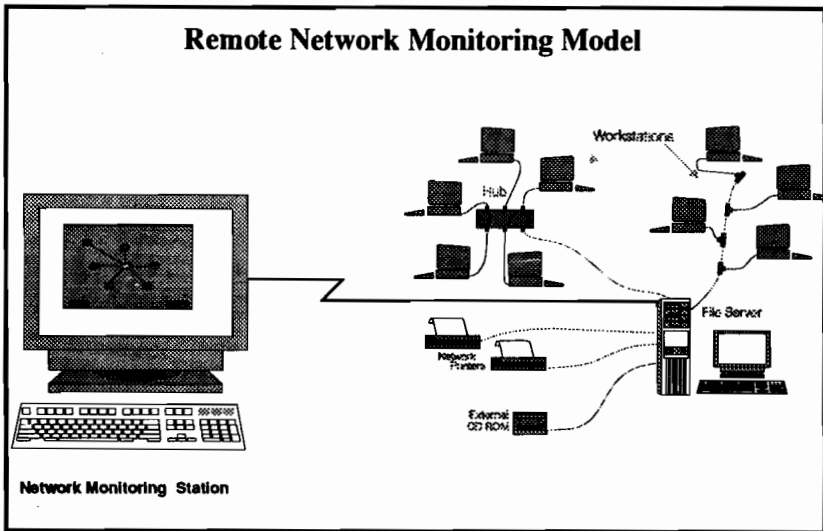 Remote Network Monitoring Model
Workstations
Hub
File Server
Network
Printers
External
CD ROM
Network Monitoring Station